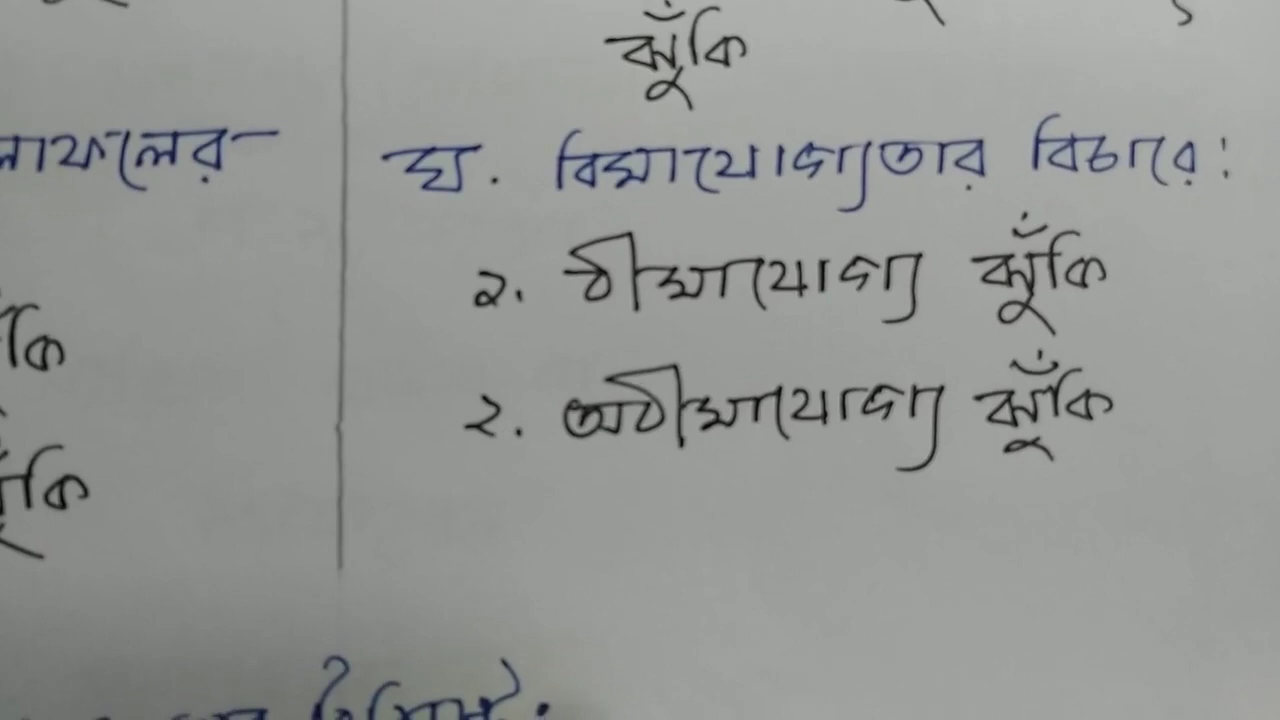 ঝুঁকি
লাফলের
ঘ. বিমাযোগ্যতার বিচারে:
১. বীমাযোগ্য ঝুঁকি
২. অবীমাযোগ্য ঝুঁকি